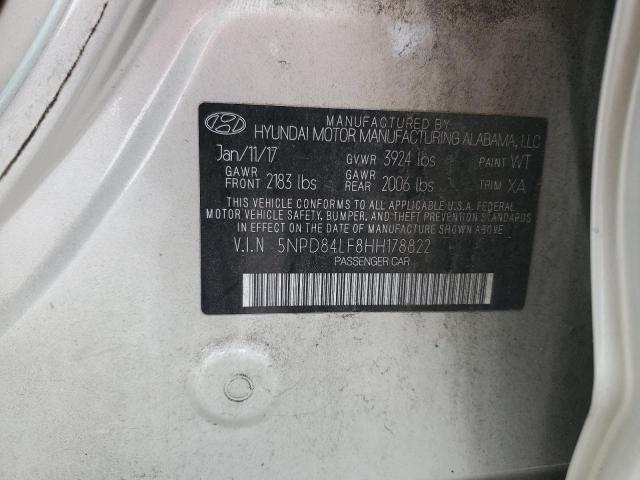 MANUFACTURED BY
HYUNDAI MOTOR MANUFACTURING ALABAMA, LLC
Jan/11/17 GVWR 3924 lbs PAINT WT
GAWR FRONT 2183 lbs GAWR REAR 2006 lbs TRIM XA
THIS VEHICLE CONFORMS TO ALL APPLICABLE U.S.A. FEDERAL
MOTOR VEHICLE SAFETY, BUMPER, AND THEFT PREVENTION STANDARDS
IN EFFECT ON THE DATE OF MANUFACTURE SHOWN ABOVE.
V.I.N 5NPD84LF8HH178822
PASSENGER CAR